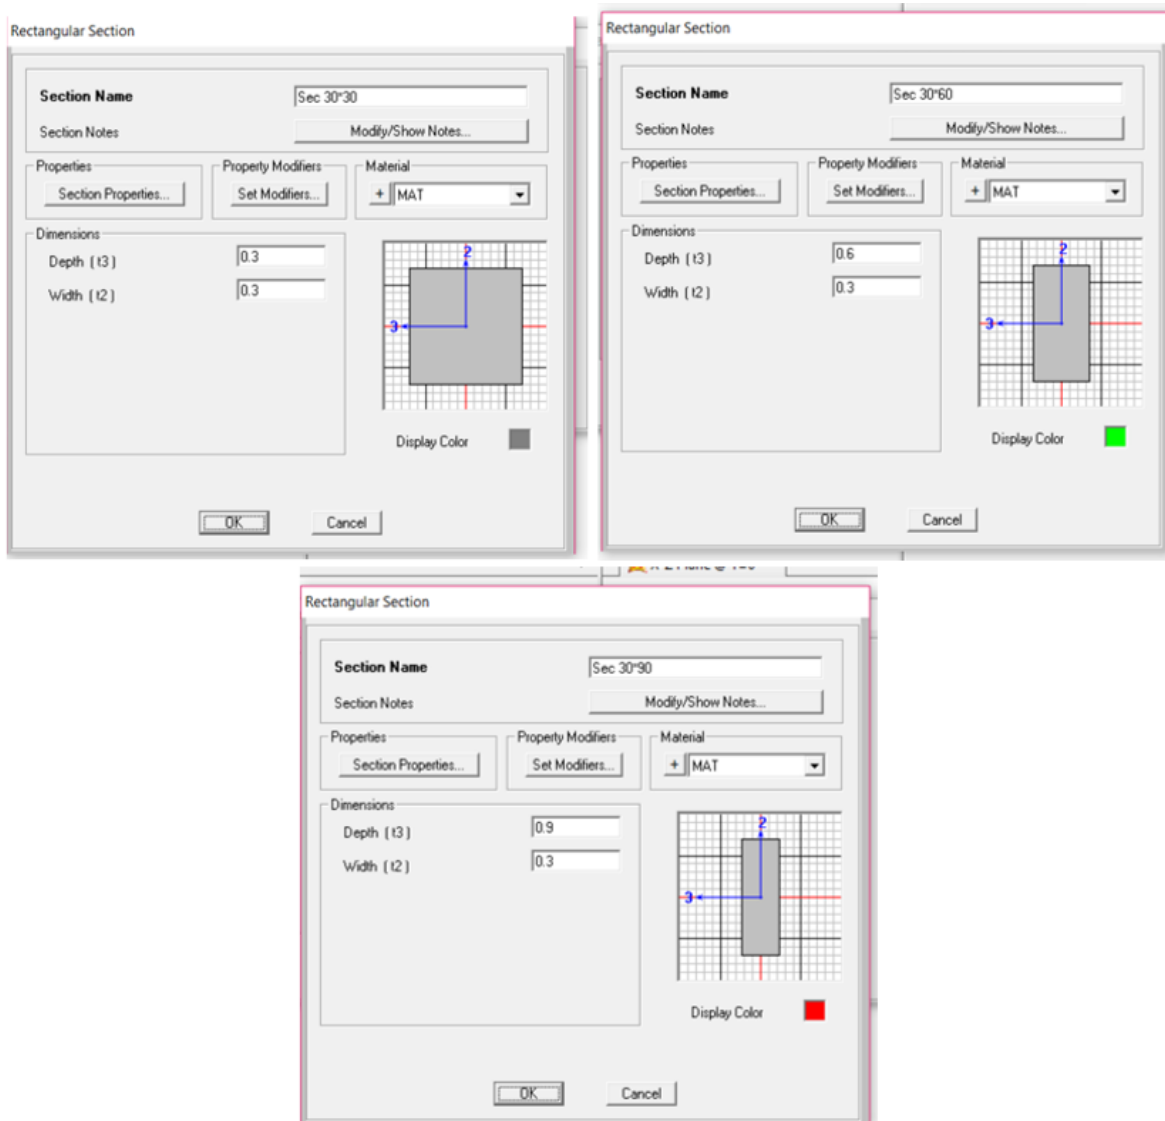 Rectangular Section
Section Name Sec 30*30
Section Notes Modify/Show Notes...
Properties Property Modifiers Material
Section Properties... Set Modifiers... + MAT
Dimensions
Depth ( t3 ) 0.3
Width ( t2 ) 0.3
2
3
Display Color
OK Cancel
Rectangular Section
Section Name Sec 30*60
Section Notes Modify/Show Notes...
Properties Property Modifiers Material
Section Properties... Set Modifiers... + MAT
Dimensions
Depth ( t3 ) 0.6
Width ( t2 ) 0.3
2
3
Display Color
OK Cancel
Rectangular Section
Section Name Sec 30*90
Section Notes Modify/Show Notes...
Properties Property Modifiers Material
Section Properties... Set Modifiers... + MAT
Dimensions
Depth ( t3 ) 0.9
Width ( t2 ) 0.3
2
3
Display Color
OK Cancel